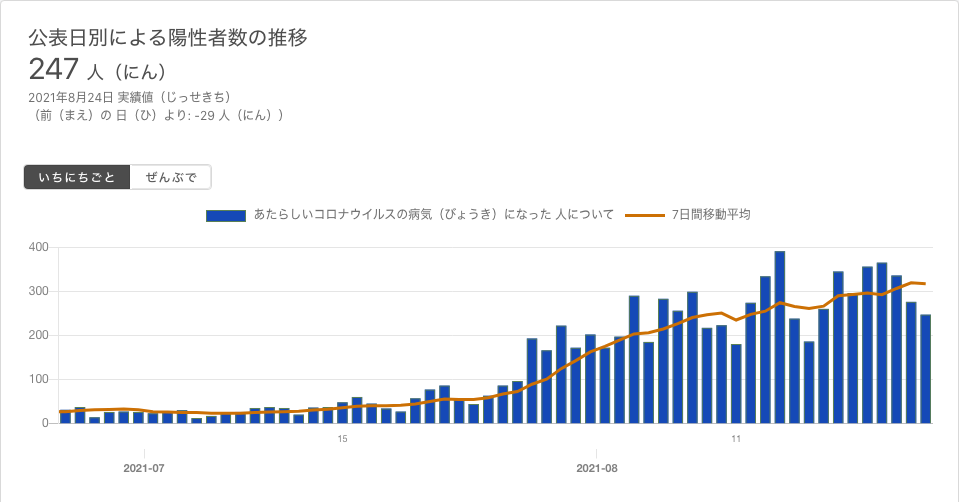 公表日別による陽性者数の推移
247 人（にん）
2021年8月24日 実績値（じっせきち）
（前（まえ）の 日（ひ）より: -29 人（にん））
いちにちごと ぜんぶで
あたらしいコロナウイルスの病気（びょうき）になった 人について 7日間移動平均
400
300
200
100
0
15 11
2021-07 2021-08